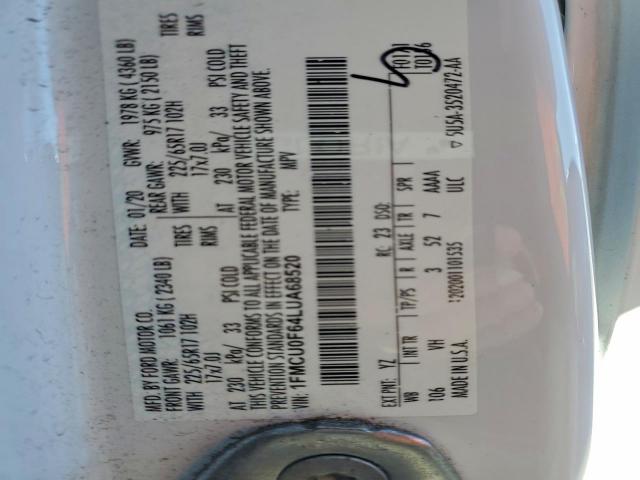 MFD. BY FORD MOTOR CO. DATE: 01/20 GVWR: 1978 KG ( 4360 LB)
FRONT GAWR: 1061 KG ( 2340 LB) REAR GAWR: 975 KG ( 2150 LB)
WITH 225/65R17 102H TIRES WITH 225/65R17 102H TIRES
17x7.0J RIMS 17x7.0J RIMS
AT 230 kPa/ 33 PSI COLD AT 230 kPa/ 33 PSI COLD
THIS VEHICLE CONFORMS TO ALL APPLICABLE FEDERAL MOTOR VEHICLE SAFETY AND THEFT
PREVENTION STANDARDS IN EFFECT ON THE DATE OF MANUFACTURE SHOWN ABOVE.
VIN: 1FMCU0F64LUA68520 TYPE: MPV
EXT PNT: YZ RC: 23 DSO:
WB INT TR TP/PS R AXLE TR SPR
106 VH 3 52 7 AAAA
MADE IN U.S.A. ULC
5U5A-3520472-AA